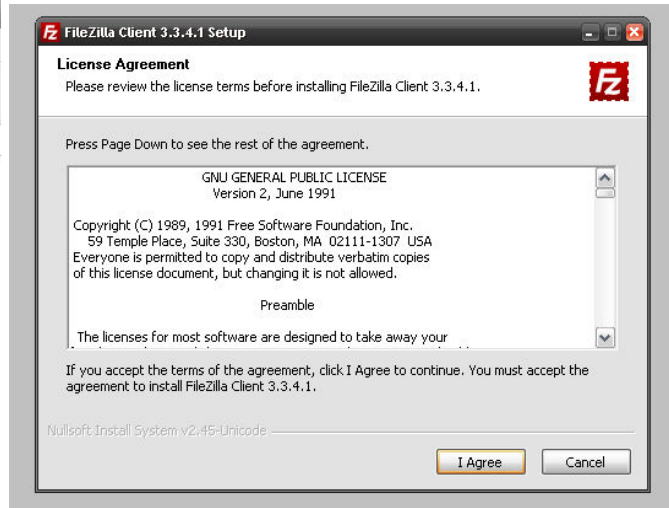 Fz FileZilla Client 3.3.4.1 Setup
License Agreement
Please review the license terms before installing FileZilla Client 3.3.4.1.
Fz
Press Page Down to see the rest of the agreement.
GNU GENERAL PUBLIC LICENSE
Version 2, June 1991
Copyright (C) 1989, 1991 Free Software Foundation, Inc.
59 Temple Place, Suite 330, Boston, MA 02111-1307 USA
Everyone is permitted to copy and distribute verbatim copies
of this license document, but changing it is not allowed.
Preamble
The licenses for most software are designed to take away your
If you accept the terms of the agreement, click I Agree to continue. You must accept the
agreement to install FileZilla Client 3.3.4.1.
Nullsoft Install System v2.45-Unicode
I Agree Cancel